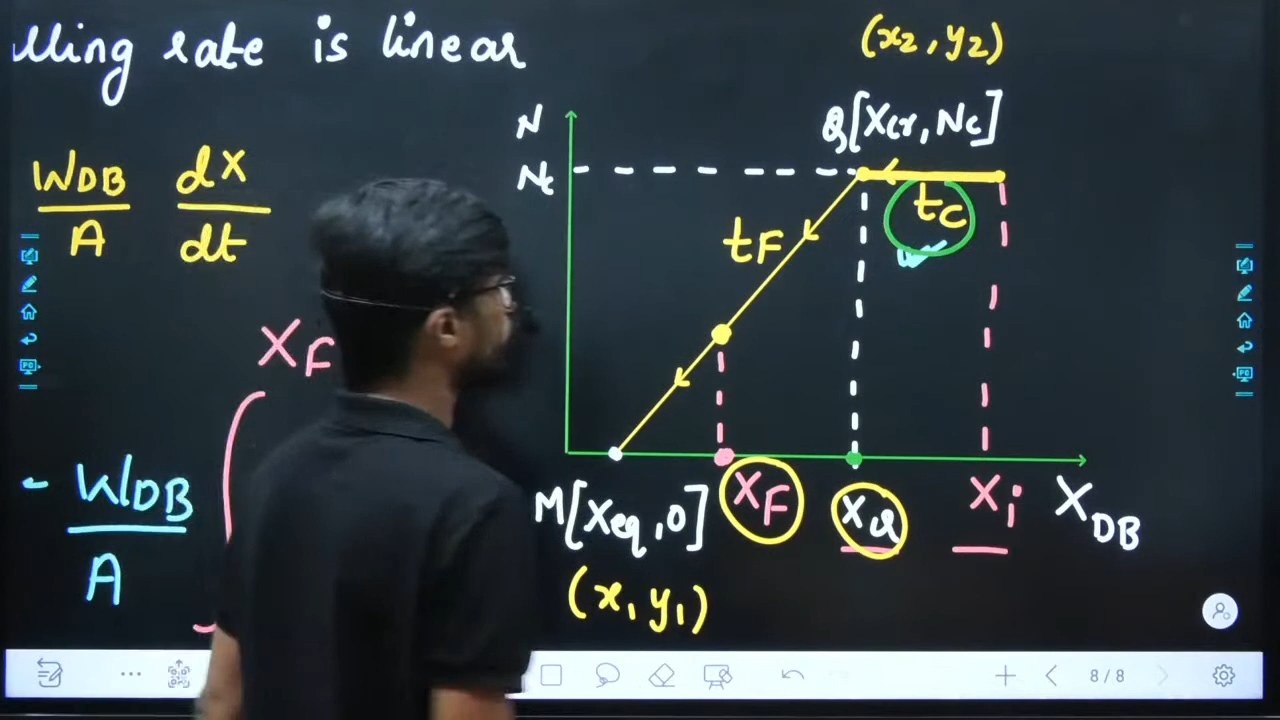 lling rate is linear
(x₂, y₂)
Q[Xcr, Nc]
N
Nc
WDB dX
A dt
tc
tF
XF
M[Xeq, 0]
XF
Xcr
Xi
XDB
- WDB
A
(x₁ y₁)
8/8